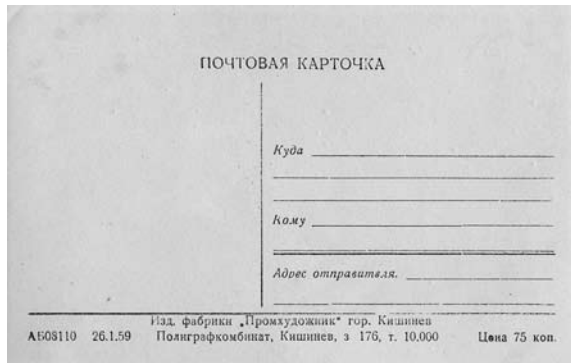 ПОЧТОВАЯ КАРТОЧКА
Куда
Кому
Адрес отправителя.
Изд. фабрики „Промхудожник“ гор. Кишинев
АБ08110 26.1.59 Полиграфкомбинат, Кишинев, з 176, т. 10.000 Цена 75 коп.